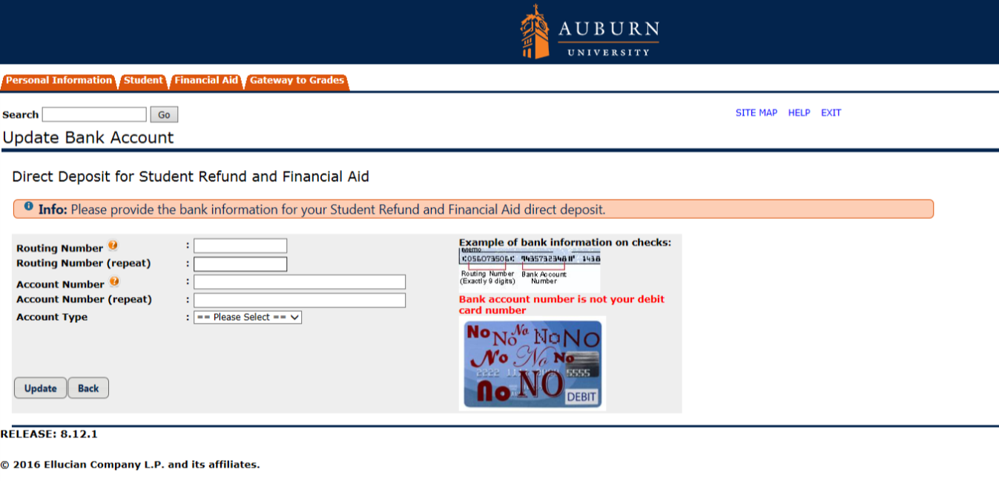 AUBURN
UNIVERSITY
Personal Information Student Financial Aid Gateway to Grades
Search Go SITE MAP HELP EXIT
Update Bank Account
Direct Deposit for Student Refund and Financial Aid
Info: Please provide the bank information for your Student Refund and Financial Aid direct deposit.
Routing Number :
Routing Number (repeat) :
Account Number :
Account Number (repeat) :
Account Type : == Please Select ==
Update Back
Example of bank information on checks:
Memo
⑆056073506⑆ 9435732348⑈ 1438
Routing Number Bank Account
(Exactly 9 digits) Number
Bank account number is not your debit
card number
No No No No No
No No No
2222 5555
No NO
DEBIT
RELEASE: 8.12.1
© 2016 Ellucian Company L.P. and its affiliates.